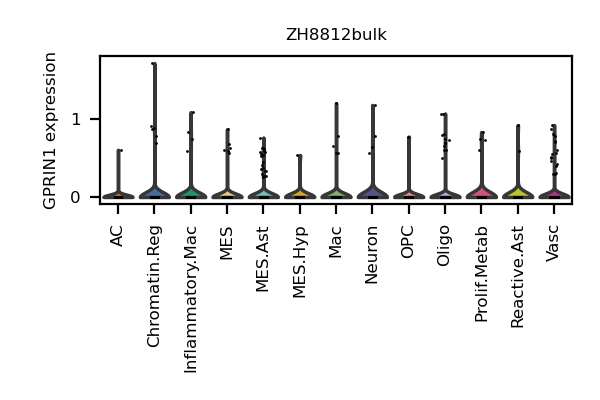 ZH8812bulk
GPRIN1 expression
1
0
AC
Chromatin.Reg
Inflammatory.Mac
MES
MES.Ast
MES.Hyp
Mac
Neuron
OPC
Oligo
Prolif.Metab
Reactive.Ast
Vasc